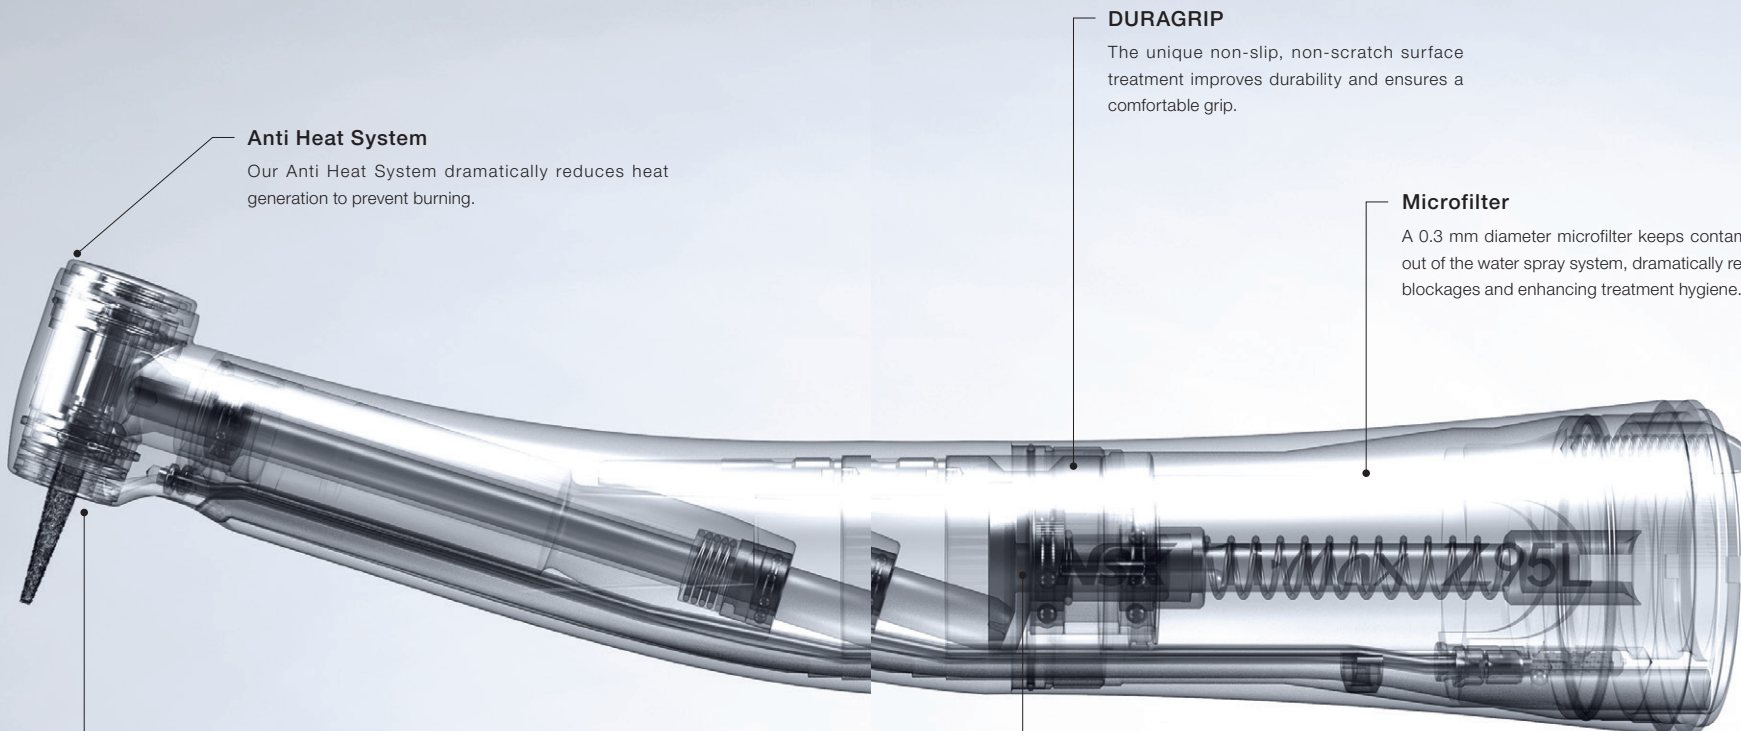 DURAGRIP
The unique non-slip, non-scratch surface
treatment improves durability and ensures a
comfortable grip.
Anti Heat System
Our Anti Heat System dramatically reduces heat
generation to prevent burning.
Microfilter
A 0.3 mm diameter microfilter keeps
out of the water spray system, dramatically
blockages and enhancing treatment hygiene.
NSK Ti-Max Z95L